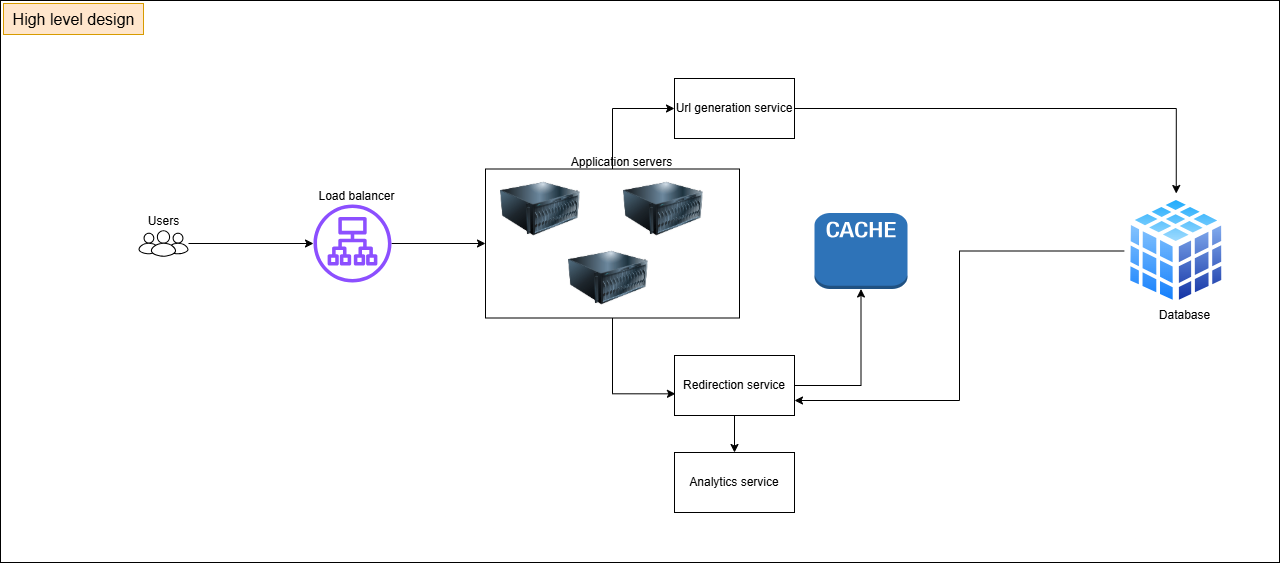 High level design
Url generation service
Application servers
Load balancer
Users
CACHE
Database
Redirection service
Analytics service